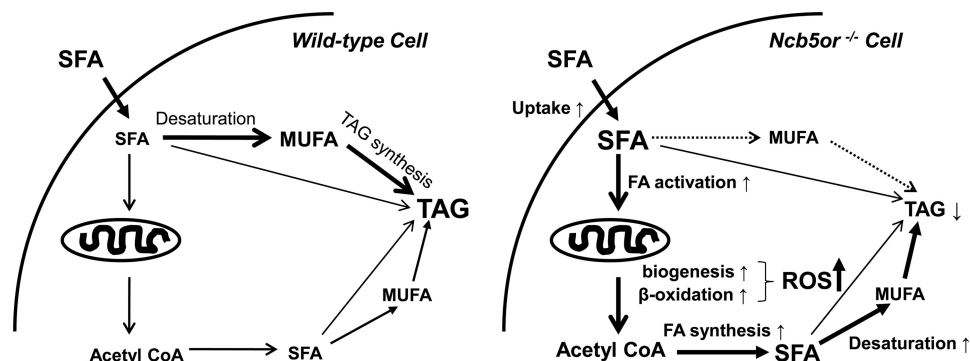 Wild-type Cell
SFA
SFA
Desaturation
MUFA
TAG synthesis
TAG
MUFA
Acetyl CoA
SFA
Ncb5or -/- Cell
SFA
Uptake ↑
SFA
MUFA
FA activation ↑
TAG ↓
biogenesis ↑
β-oxidation ↑
ROS ↑
MUFA
FA synthesis ↑
Acetyl CoA
SFA
Desaturation ↑